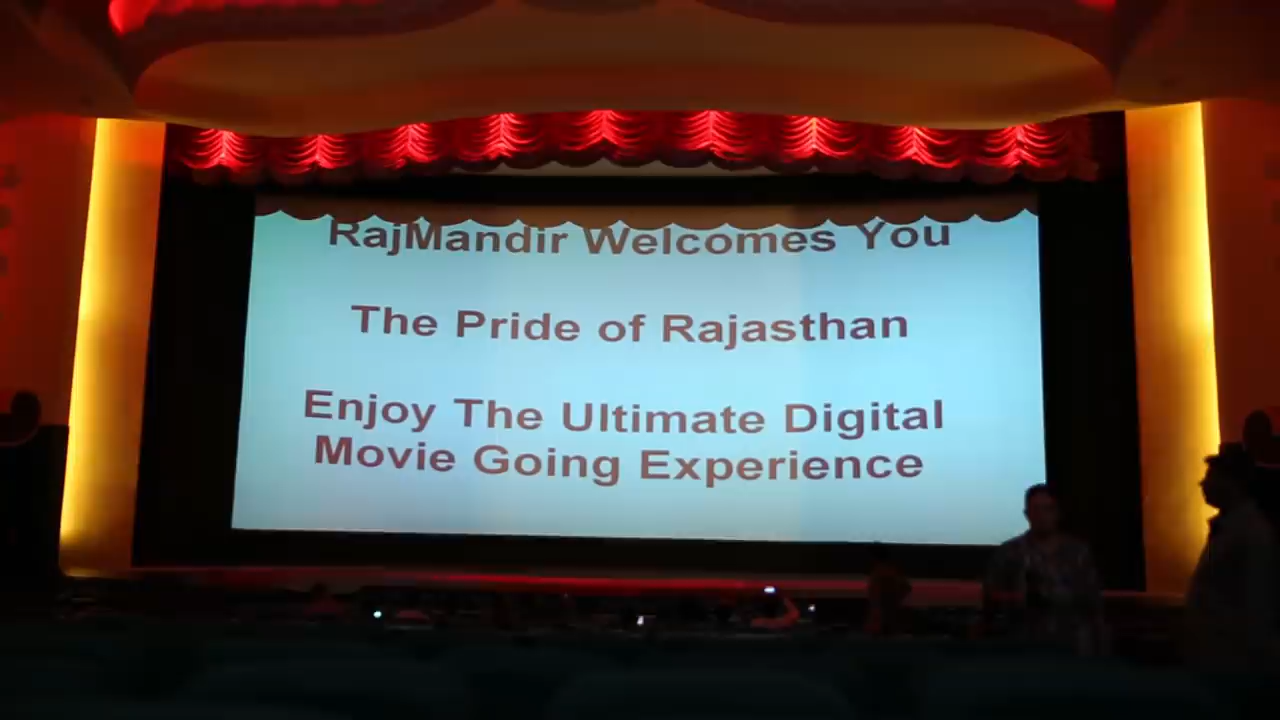 RajMandir Welcomes You
The Pride of Rajasthan
Enjoy The Ultimate Digital
Movie Going Experience